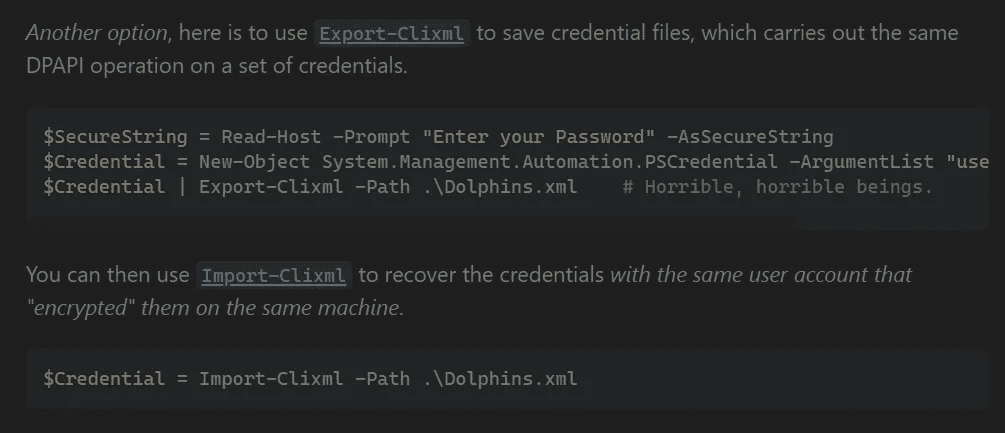 Another option, here is to use Export-Clixml to save credential files, which carries out the same
DPAPI operation on a set of credentials.
$SecureString = Read-Host -Prompt "Enter your Password" -AsSecureString
$Credential = New-Object System.Management.Automation.PSCredential -ArgumentList "use
$Credential | Export-Clixml -Path .\Dolphins.xml    # Horrible, horrible beings.
You can then use Import-Clixml to recover the credentials with the same user account that
"encrypted" them on the same machine.
$Credential = Import-Clixml -Path .\Dolphins.xml